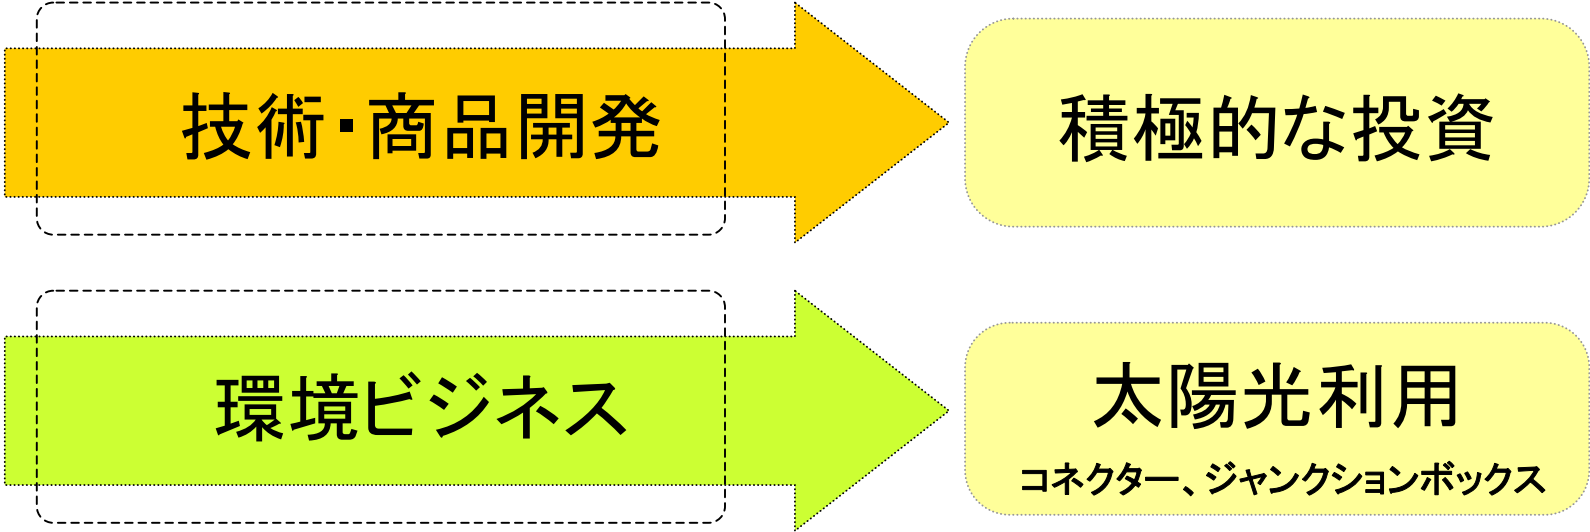 技術・商品開発
積極的な投資
環境ビジネス
太陽光利用
コネクター、ジャンクションボックス